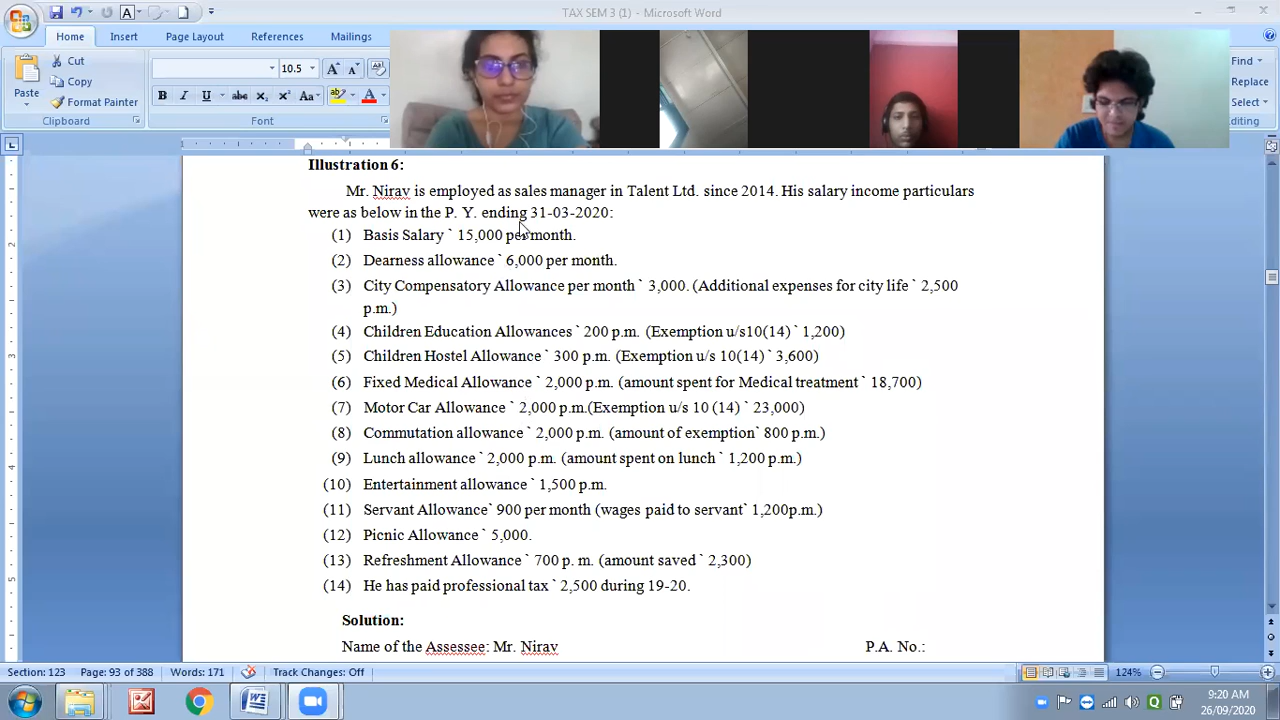 TAX SEM 3 (1) - Microsoft Word
Home Insert Page Layout References Mailings
Cut
Copy
Format Painter
Paste
Clipboard
10.5
Font
Find
Replace
Select
Editing
Illustration 6:
Mr. Nirav is employed as sales manager in Talent Ltd. since 2014. His salary income particulars
were as below in the P. Y. ending 31-03-2020:
(1) Basis Salary ` 15,000 per month.
(2) Dearness allowance ` 6,000 per month.
(3) City Compensatory Allowance per month ` 3,000. (Additional expenses for city life ` 2,500
p.m.)
(4) Children Education Allowances ` 200 p.m. (Exemption u/s10(14) ` 1,200)
(5) Children Hostel Allowance ` 300 p.m. (Exemption u/s 10(14) ` 3,600)
(6) Fixed Medical Allowance ` 2,000 p.m. (amount spent for Medical treatment ` 18,700)
(7) Motor Car Allowance ` 2,000 p.m.(Exemption u/s 10 (14) ` 23,000)
(8) Commutation allowance ` 2,000 p.m. (amount of exemption` 800 p.m.)
(9) Lunch allowance ` 2,000 p.m. (amount spent on lunch ` 1,200 p.m.)
(10) Entertainment allowance ` 1,500 p.m.
(11) Servant Allowance` 900 per month (wages paid to servant` 1,200p.m.)
(12) Picnic Allowance ` 5,000.
(13) Refreshment Allowance ` 700 p. m. (amount saved ` 2,300)
(14) He has paid professional tax ` 2,500 during 19-20.
Solution:
Name of the Assessee: Mr. Nirav P.A. No.:
Section: 123 Page: 93 of 388 Words: 171 Track Changes: Off 124%
9:20 AM
26/09/2020